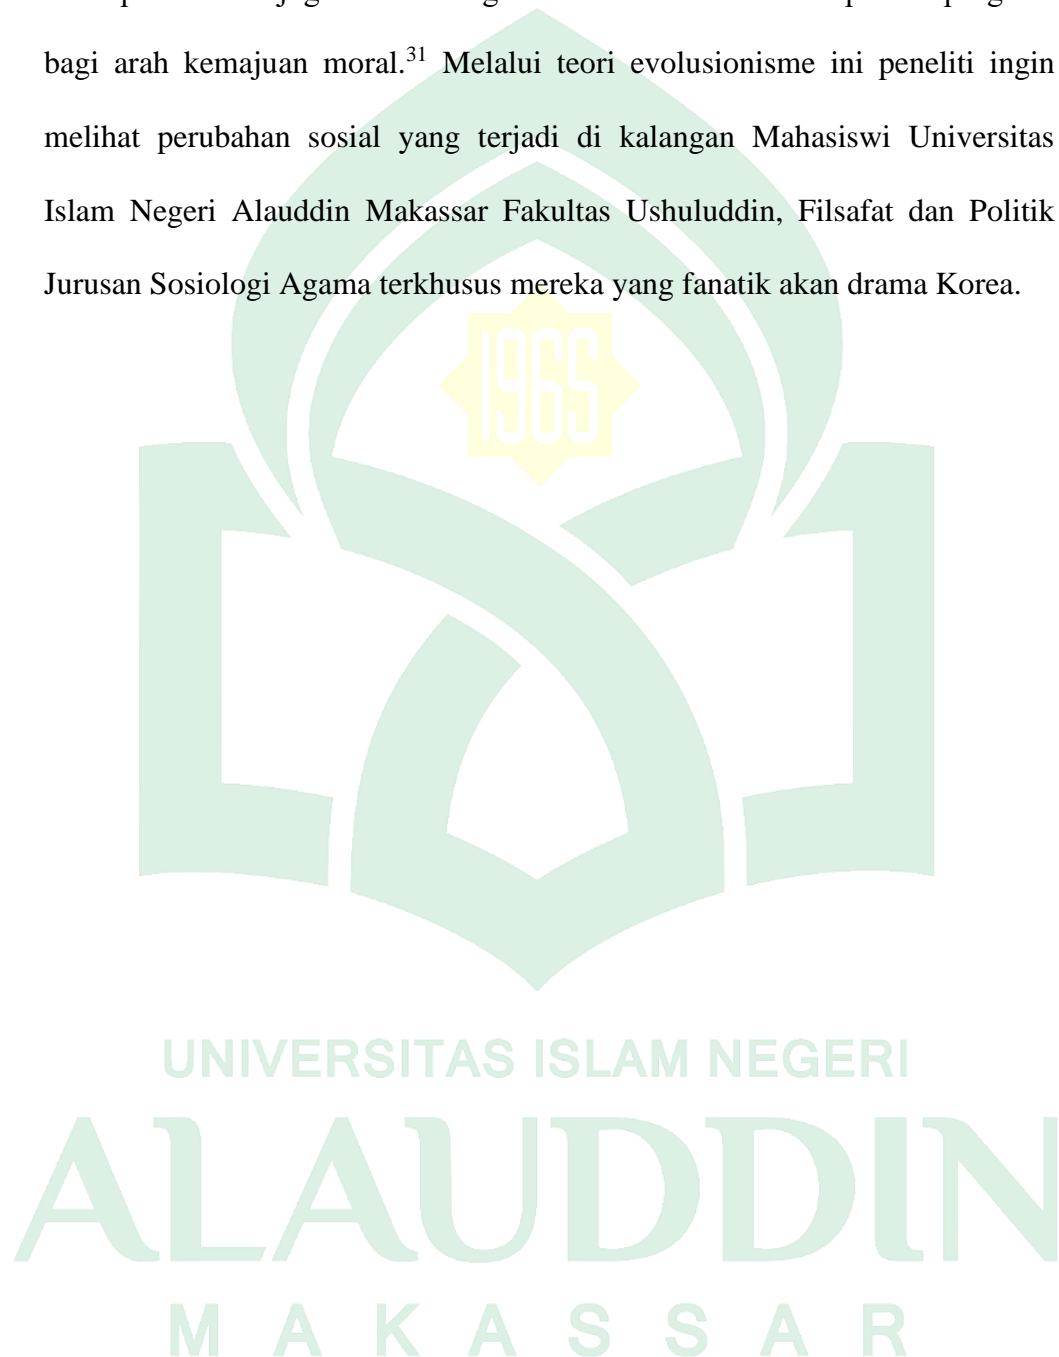 bagi arah kemajuan moral.31 Melalui teori evolusionisme ini peneliti ingin
melihat perubahan sosial yang terjadi di kalangan Mahasiswi Universitas
Islam Negeri Alauddin Makassar Fakultas Ushuluddin, Filsafat dan Politik
Jurusan Sosiologi Agama terkhusus mereka yang fanatik akan drama Korea.
1965
UNIVERSITAS ISLAM NEGERI
ALAUDDIN
MAKASSAR